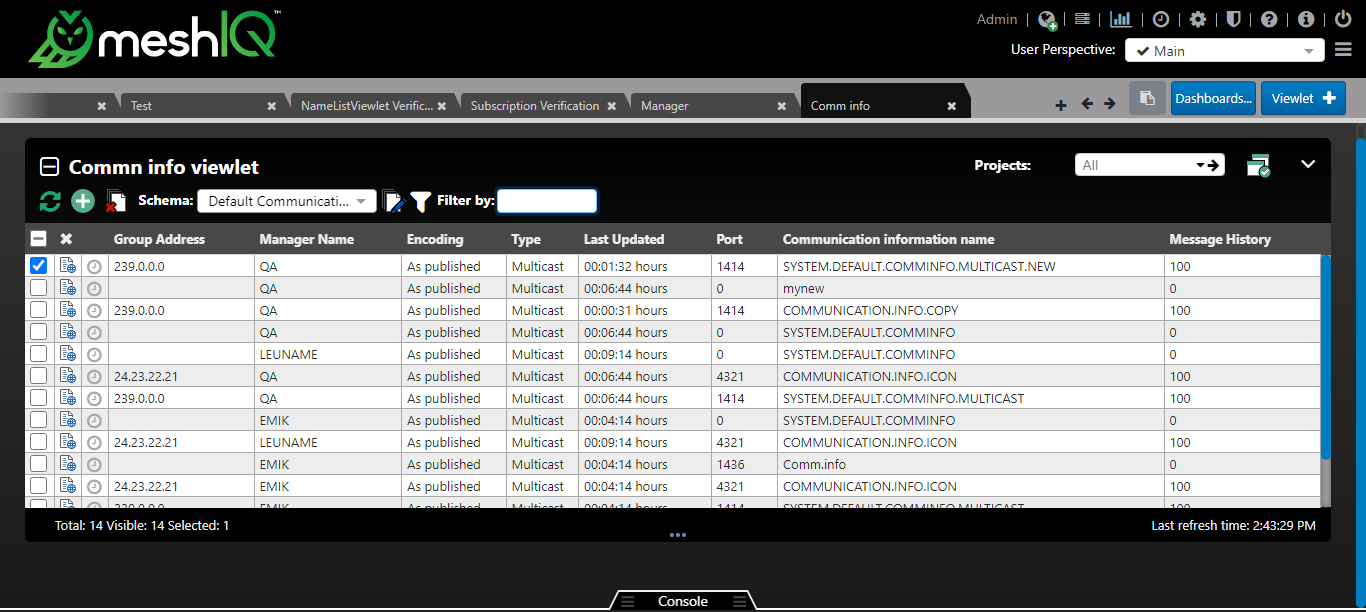 meshIQ™
Admin
User Perspective: Main
Test NameListViewlet Verific... Subscription Verification Manager Comm info
Dashboards... Viewlet
Commn info viewlet Projects: All
Schema: Default Communicati... Filter by:
Group Address Manager Name Encoding Type Last Updated Port Communication information name Message History
239.0.0.0 QA As published Multicast 00:01:32 hours 1414 SYSTEM.DEFAULT.COMMINFO.MULTICAST.NEW 100
QA As published Multicast 00:06:44 hours 0 mynew 0
239.0.0.0 QA As published Multicast 00:00:31 hours 1414 COMMUNICATION.INFO.COPY 100
QA As published Multicast 00:06:44 hours 0 SYSTEM.DEFAULT.COMMINFO 0
LEUNAME As published Multicast 00:09:14 hours 0 SYSTEM.DEFAULT.COMMINFO 0
24.23.22.21 QA As published Multicast 00:06:44 hours 4321 COMMUNICATION.INFO.ICON 100
239.0.0.0 QA As published Multicast 00:06:44 hours 1414 SYSTEM.DEFAULT.COMMINFO.MULTICAST 100
EMIK As published Multicast 00:04:14 hours 0 SYSTEM.DEFAULT.COMMINFO 0
24.23.22.21 LEUNAME As published Multicast 00:09:14 hours 4321 COMMUNICATION.INFO.ICON 100
EMIK As published Multicast 00:04:14 hours 1436 Comm.info 0
24.23.22.21 EMIK As published Multicast 00:04:14 hours 4321 COMMUNICATION.INFO.ICON 100
239.0.0.0 EMIK As published Multicast 00:04:14 hours 1414 SYSTEM.DEFAULT.COMMINFO.MULTICAST 100
Total: 14 Visible: 14 Selected: 1 Last refresh time: 2:43:29 PM
Console